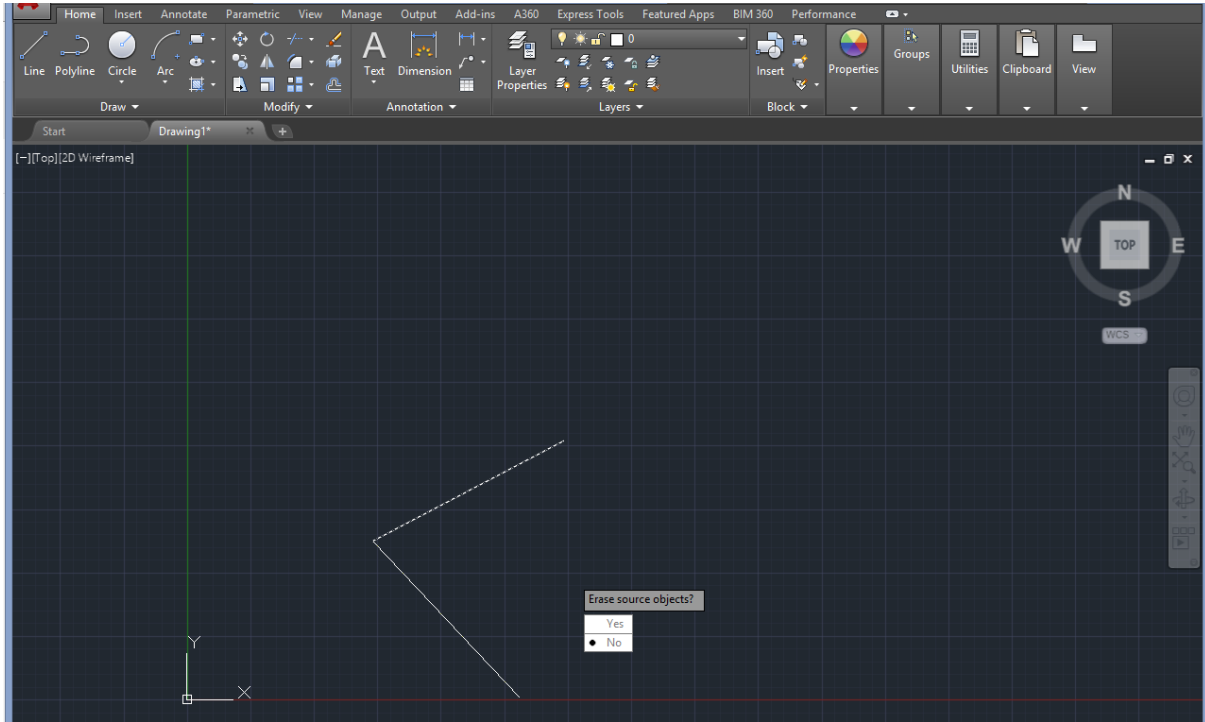 Home Insert Annotate Parametric View Manage Output Add-ins A360 Express Tools Featured Apps BIM 360 Performance
0
Line Polyline Circle Arc
A
Text Dimension
Layer
Properties
Insert
Properties
Groups
Utilities
Clipboard
View
Draw Modify Annotation Layers Block
Start Drawing1*
[−][Top][2D Wireframe]
N
W TOP E
S
WCS
Erase source objects?
Yes
No
Y
X